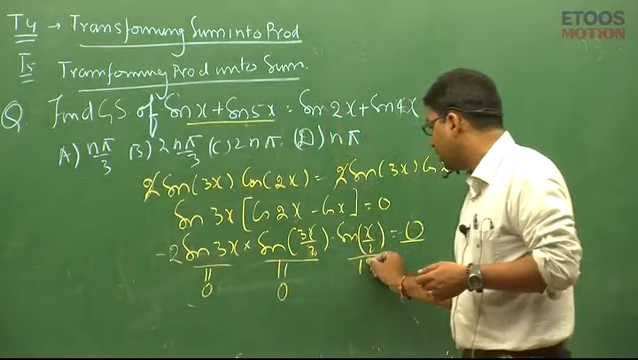 T4 → Transforming Sum into Prod
ETOOS MOTION
T5 Tranforming Prod into Sum.
Q. Find G.S. of Sin x + Sin 5x = Sin 2x + Sin 4x
A) nπ/3 (B) 2nπ/3 (C) 2nπ (D) nπ
2 Sin(3x) Cos(2x) = 2 Sin(3x) Cos
Sin 3x [Cos 2x - Cos x] = 0
-2 Sin 3x × Sin(3x/2) · Sin(x/2) = 0
= = =
0 0